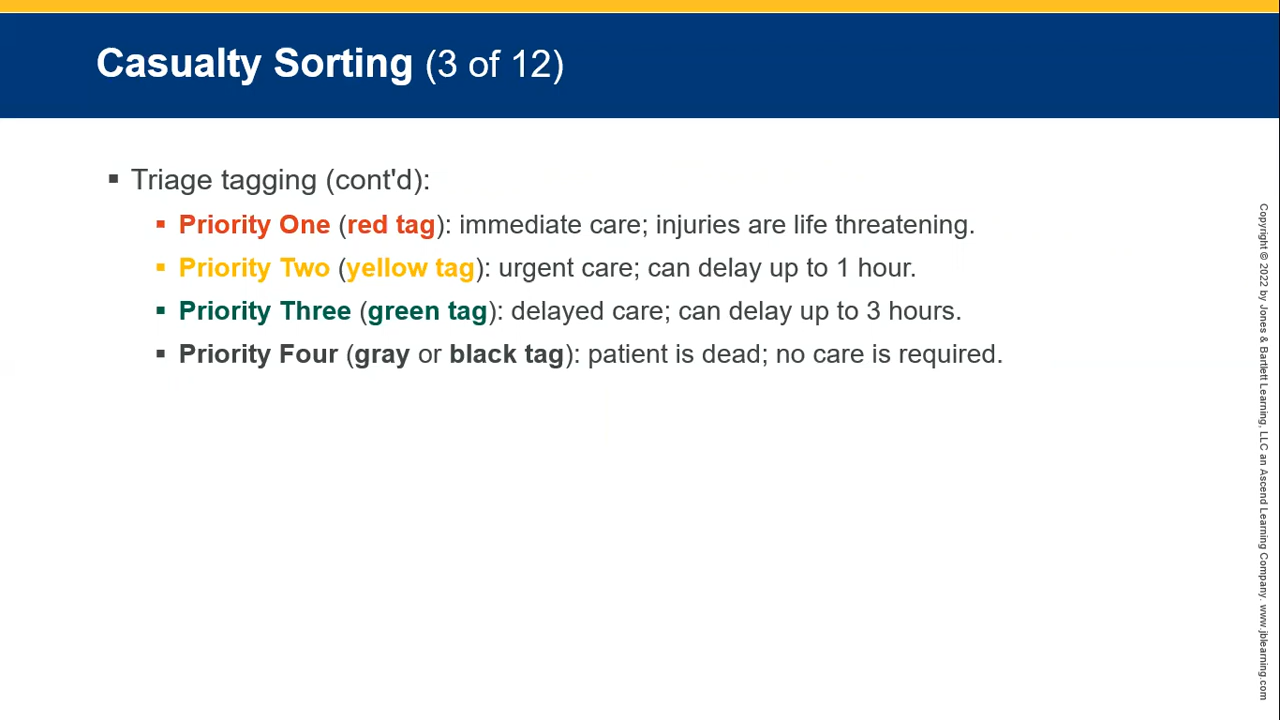 Casualty Sorting (3 of 12)
▪ Triage tagging (cont'd):
▪ Priority One (red tag): immediate care; injuries are life threatening.
▪ Priority Two (yellow tag): urgent care; can delay up to 1 hour.
▪ Priority Three (green tag): delayed care; can delay up to 3 hours.
▪ Priority Four (gray or black tag): patient is dead; no care is required.
Copyright © 2022 by Jones & Bartlett Learning, LLC an Ascend Learning Company. www.jblearning.com